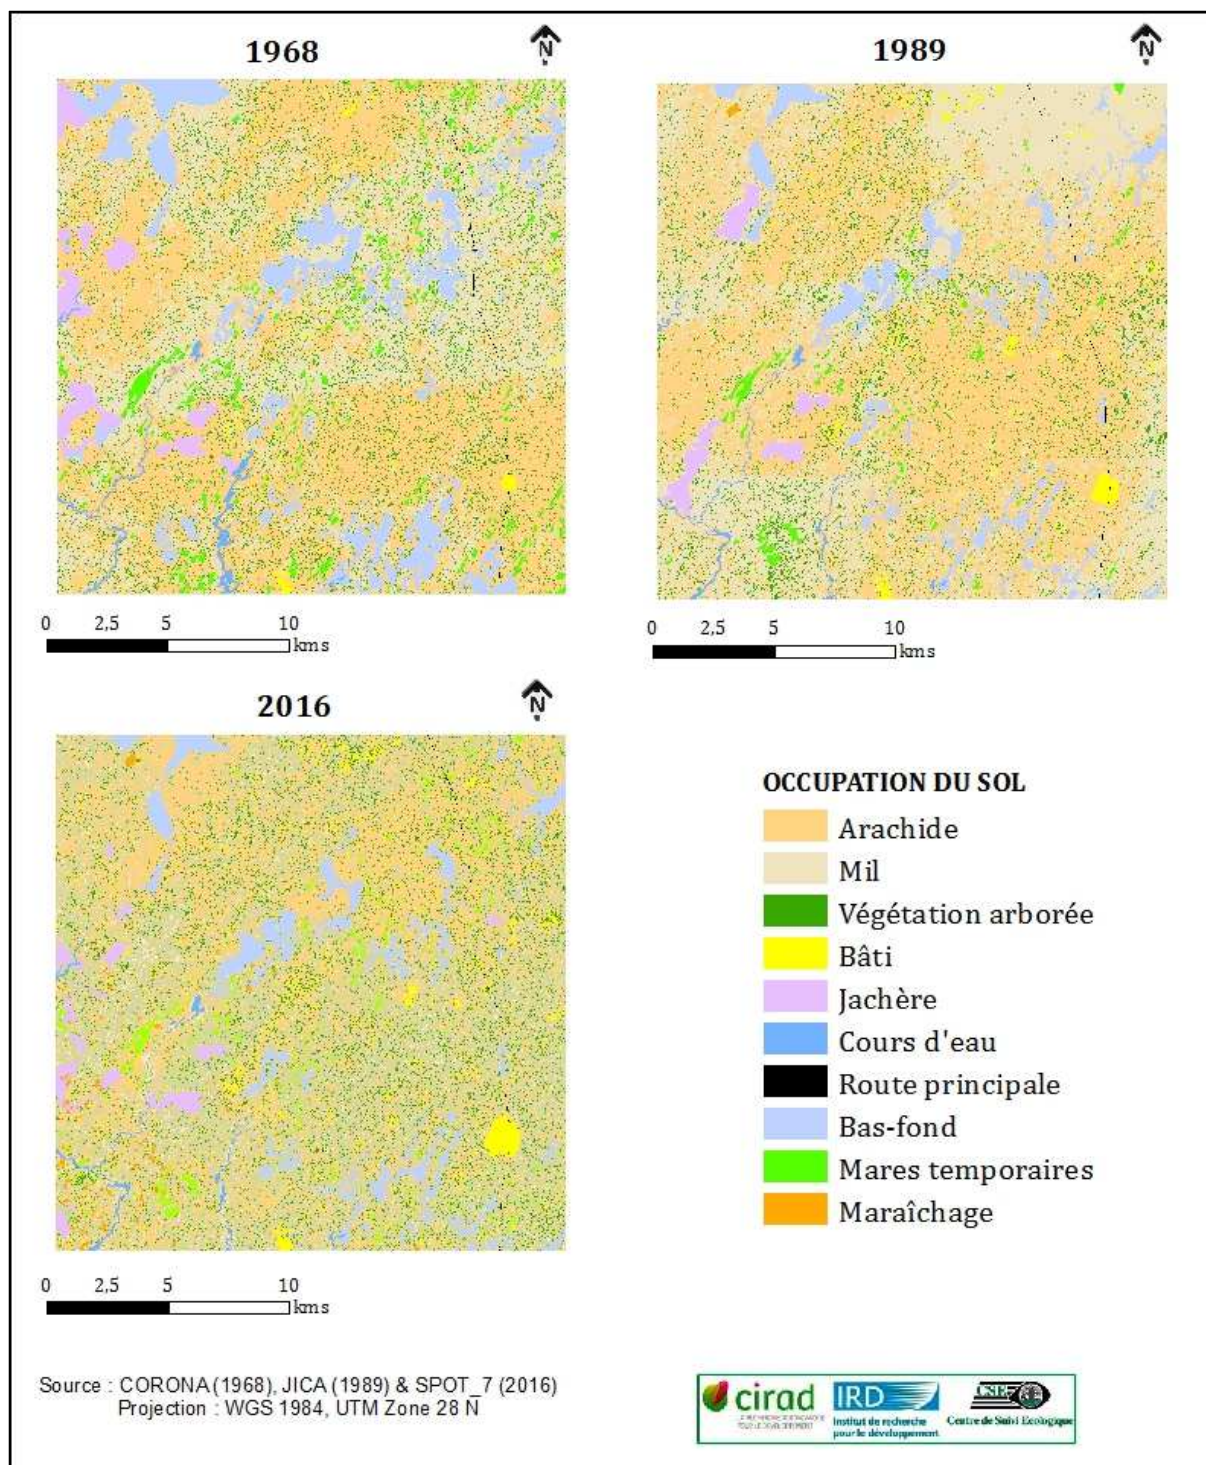 1968
N
1989
N
0 2,5 5 10
kms
0 2,5 5 10
kms
2016
N
0 2,5 5 10
kms
OCCUPATION DU SOL
Arachide
Mil
Végétation arborée
Bâti
Jachère
Cours d'eau
Route principale
Bas-fond
Mares temporaires
Maraîchage
Source : CORONA (1968), JICA (1989) & SPOT_7 (2016)
Projection : WGS 1984, UTM Zone 28 N
cirad
IRD
Institut de recherche
pour le développement
CSE
Centre de Suivi Ecologique